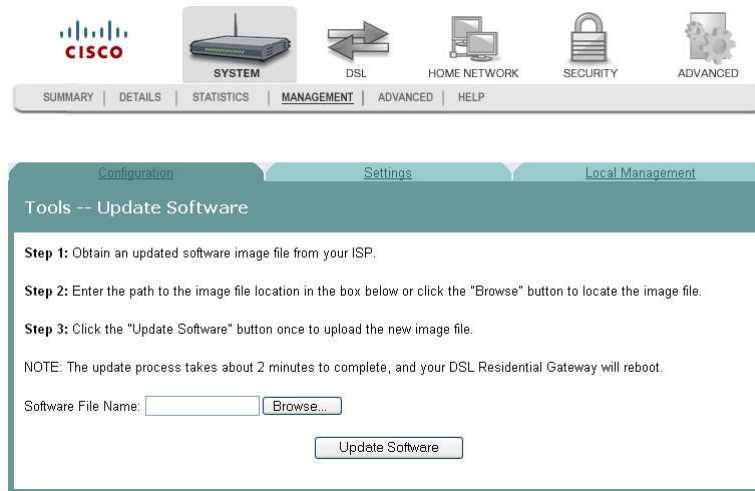 CISCO
SYSTEM
DSL
HOME NETWORK
SECURITY
ADVANCED
SUMMARY | DETAILS | STATISTICS | MANAGEMENT | ADVANCED | HELP
Configuration
Settings
Local Management
Tools -- Update Software
Step 1: Obtain an updated software image file from your ISP.
Step 2: Enter the path to the image file location in the box below or click the "Browse" button to locate the image file.
Step 3: Click the "Update Software" button once to upload the new image file.
NOTE: The update process takes about 2 minutes to complete, and your DSL Residential Gateway will reboot.
Software File Name: Browse...
Update Software